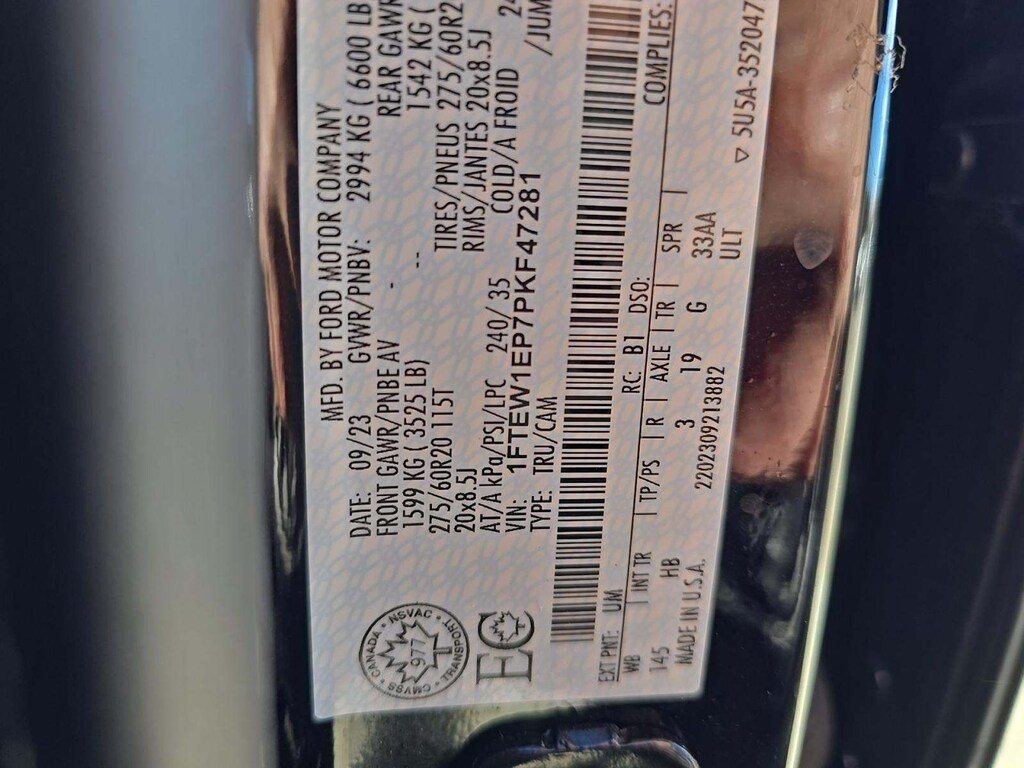 MFD. BY FORD MOTOR COMPANY
DATE: 09/23 GVWR/PNBV: 2994 KG ( 6600 LB
FRONT GAWR/PNBE AV REAR GAWR
1599 KG ( 3525 LB) -- 1542 KG (
275/60R20 115T TIRES/PNEUS 275/60R2
20x8.5J RIMS/JANTES 20x8.5J
AT/A kPa/PSI/LPC 240/ 35 COLD/A FROID 24
VIN: 1FTEW1EP7PKF47281 /JUM
TYPE: TRU/CAM
CANADA • NSVAC • TRANSPORT • CMVSS •
977
EC
EXT PNT: UM RC: B1 DSO: COMPLIES:
WB | INT TR | TP/PS | R | AXLE | TR | SPR |
145 HB 3 19 G 33AA
MADE IN U.S.A. 2202309213882 ULT ▽ 5U5A-3520472